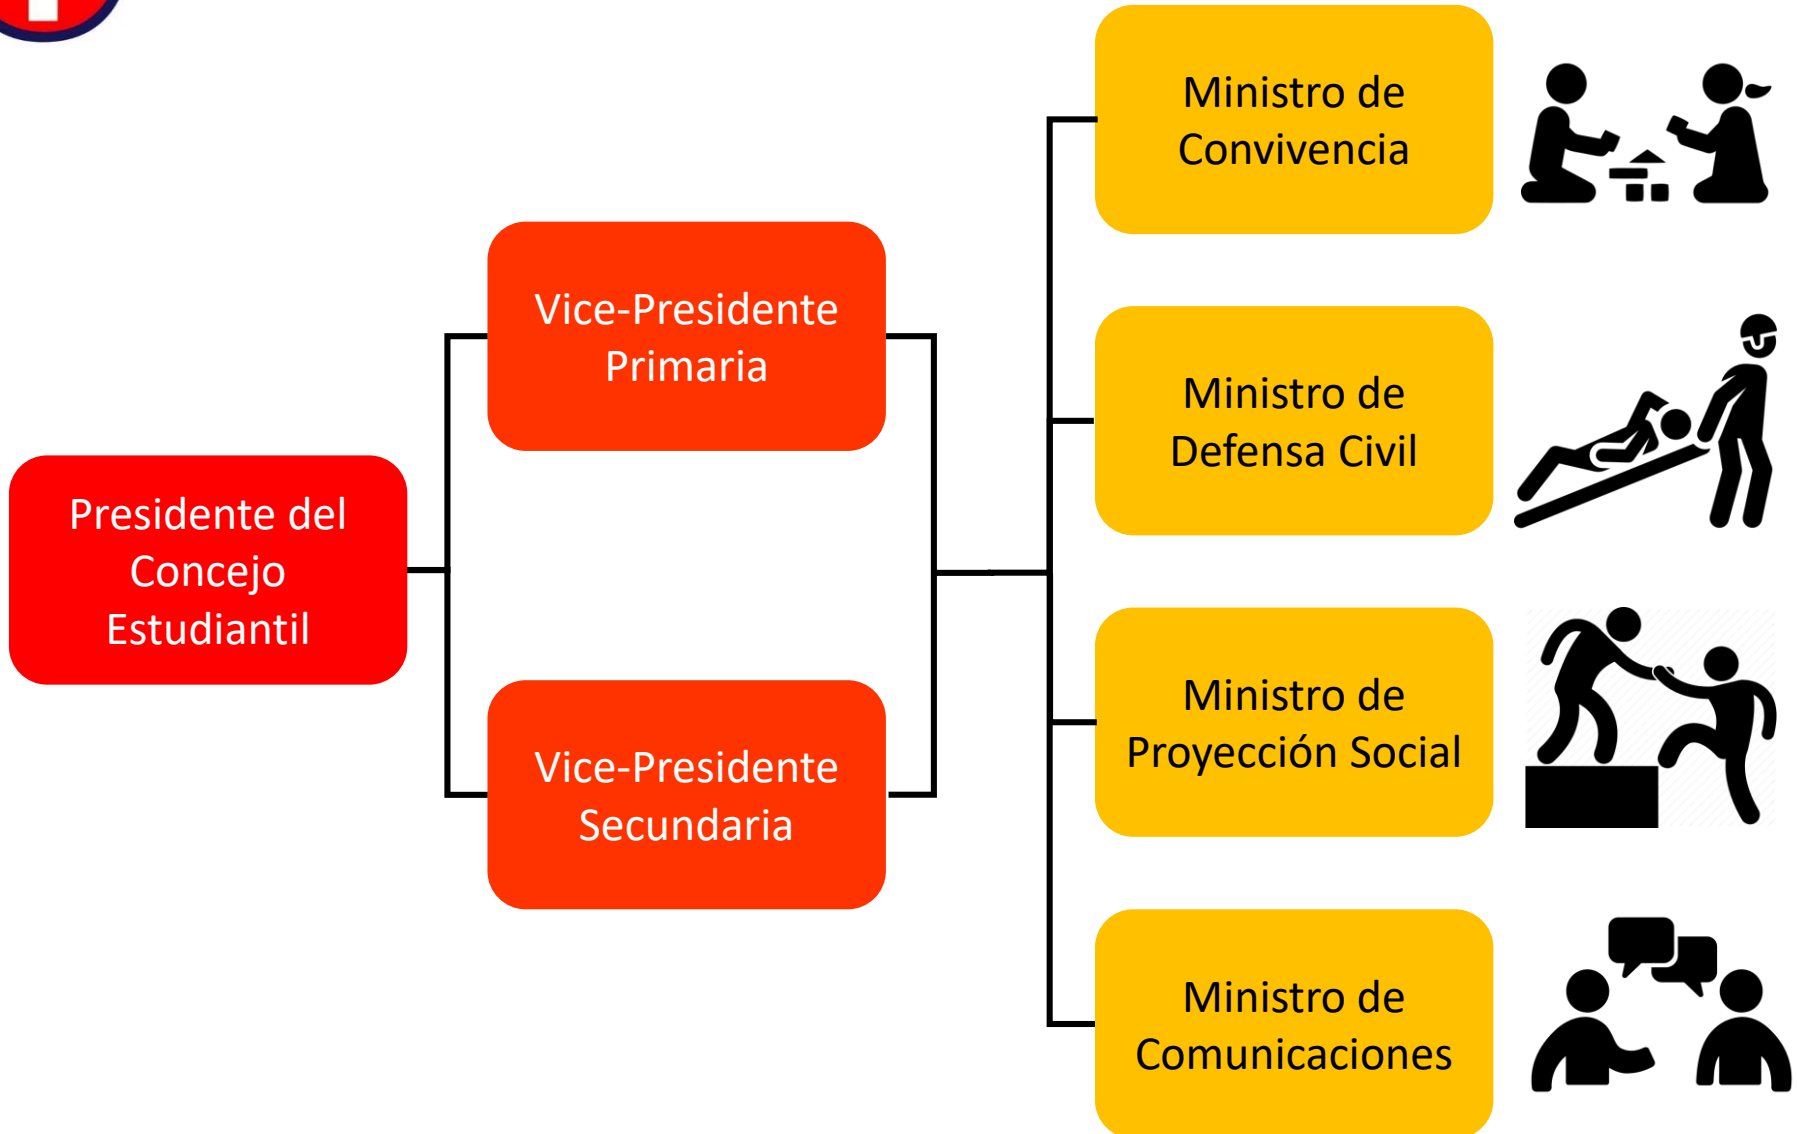 Presidente del
Concejo
Estudiantil
Vice-Presidente
Primaria
Vice-Presidente
Secundaria
Ministro de
Convivencia
Ministro de
Defensa Civil
Ministro de
Proyección Social
Ministro de
Comunicaciones